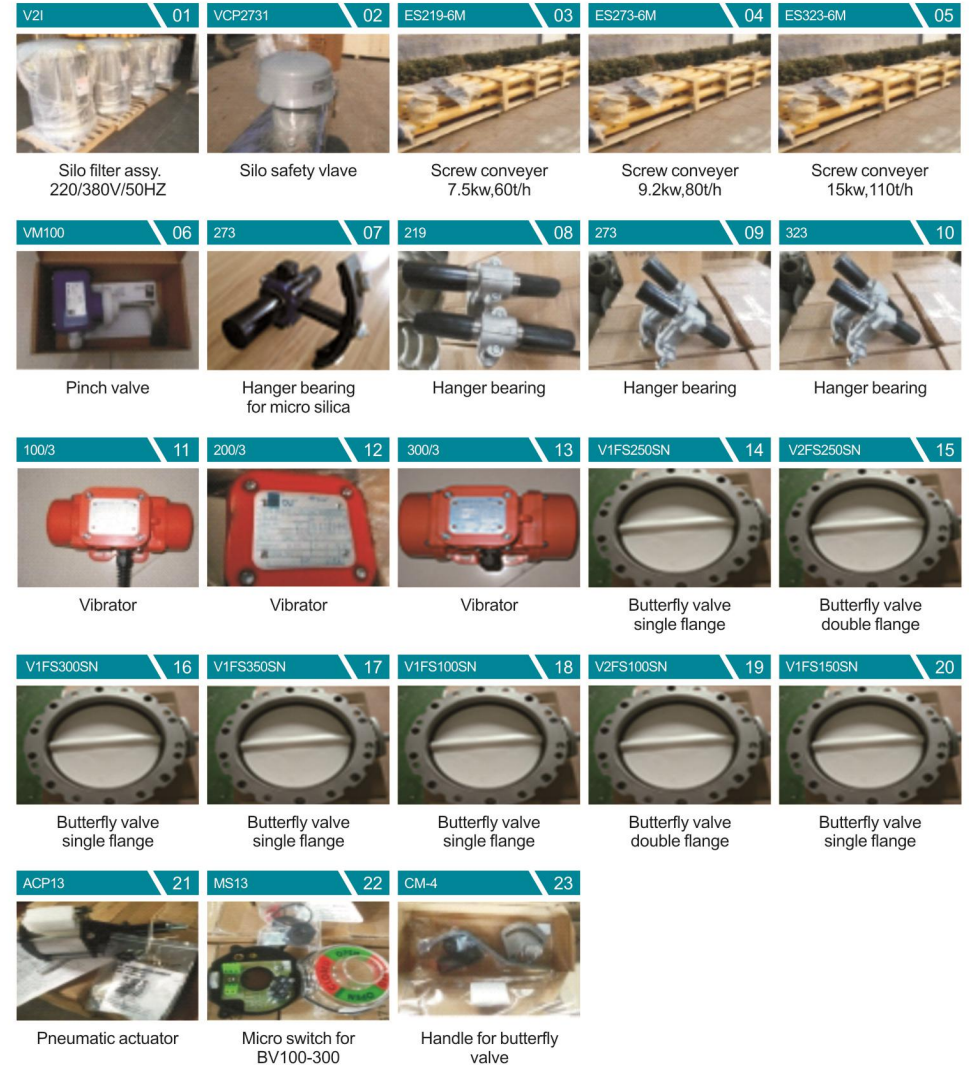 V2I 01
VCP2731 02
ES219-6M 03
ES273-6M 04
ES323-6M 05
Silo filter assy.
220/380V/50HZ
Silo safety vlave
Screw conveyer
7.5kw,60t/h
Screw conveyer
9.2kw,80t/h
Screw conveyer
15kw,110t/h
VM100 06
273 07
219 08
273 09
323 10
Pinch valve
Hanger bearing
for micro silica
Hanger bearing
Hanger bearing
Hanger bearing
100/3 11
200/3 12
300/3 13
V1FS250SN 14
V2FS250SN 15
Vibrator
Vibrator
Vibrator
Butterfly valve
single flange
Butterfly valve
double flange
V1FS300SN 16
V1FS350SN 17
V1FS100SN 18
V2FS100SN 19
V1FS150SN 20
Butterfly valve
single flange
Butterfly valve
single flange
Butterfly valve
single flange
Butterfly valve
double flange
Butterfly valve
single flange
ACP13 21
MS13 22
CM-4 23
OPEN
OPEN
Pneumatic actuator
Micro switch for
BV100-300
Handle for butterfly
valve